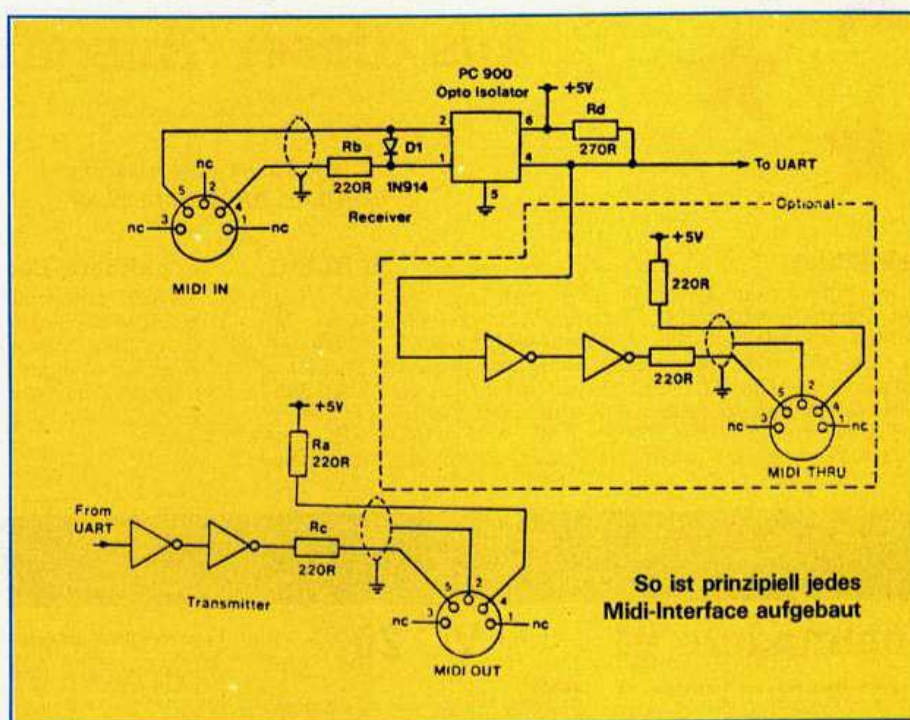 PC 900
Opto Isolator
+5V
Rd
270R
2
6
D1
Rb
1
4
To UART
220R
1N914
5
Receiver
nc
5
2
4
3
1
nc
nc
MIDI IN
Optional
+5V
220R
220R
5
2
4
3
1
nc
nc
MIDI THRU
+5V
Ra
220R
From
UART
Rc
220R
Transmitter
5
2
4
3
1
nc
nc
MIDI OUT
So ist prinzipiell jedes
Midi-Interface aufgebaut